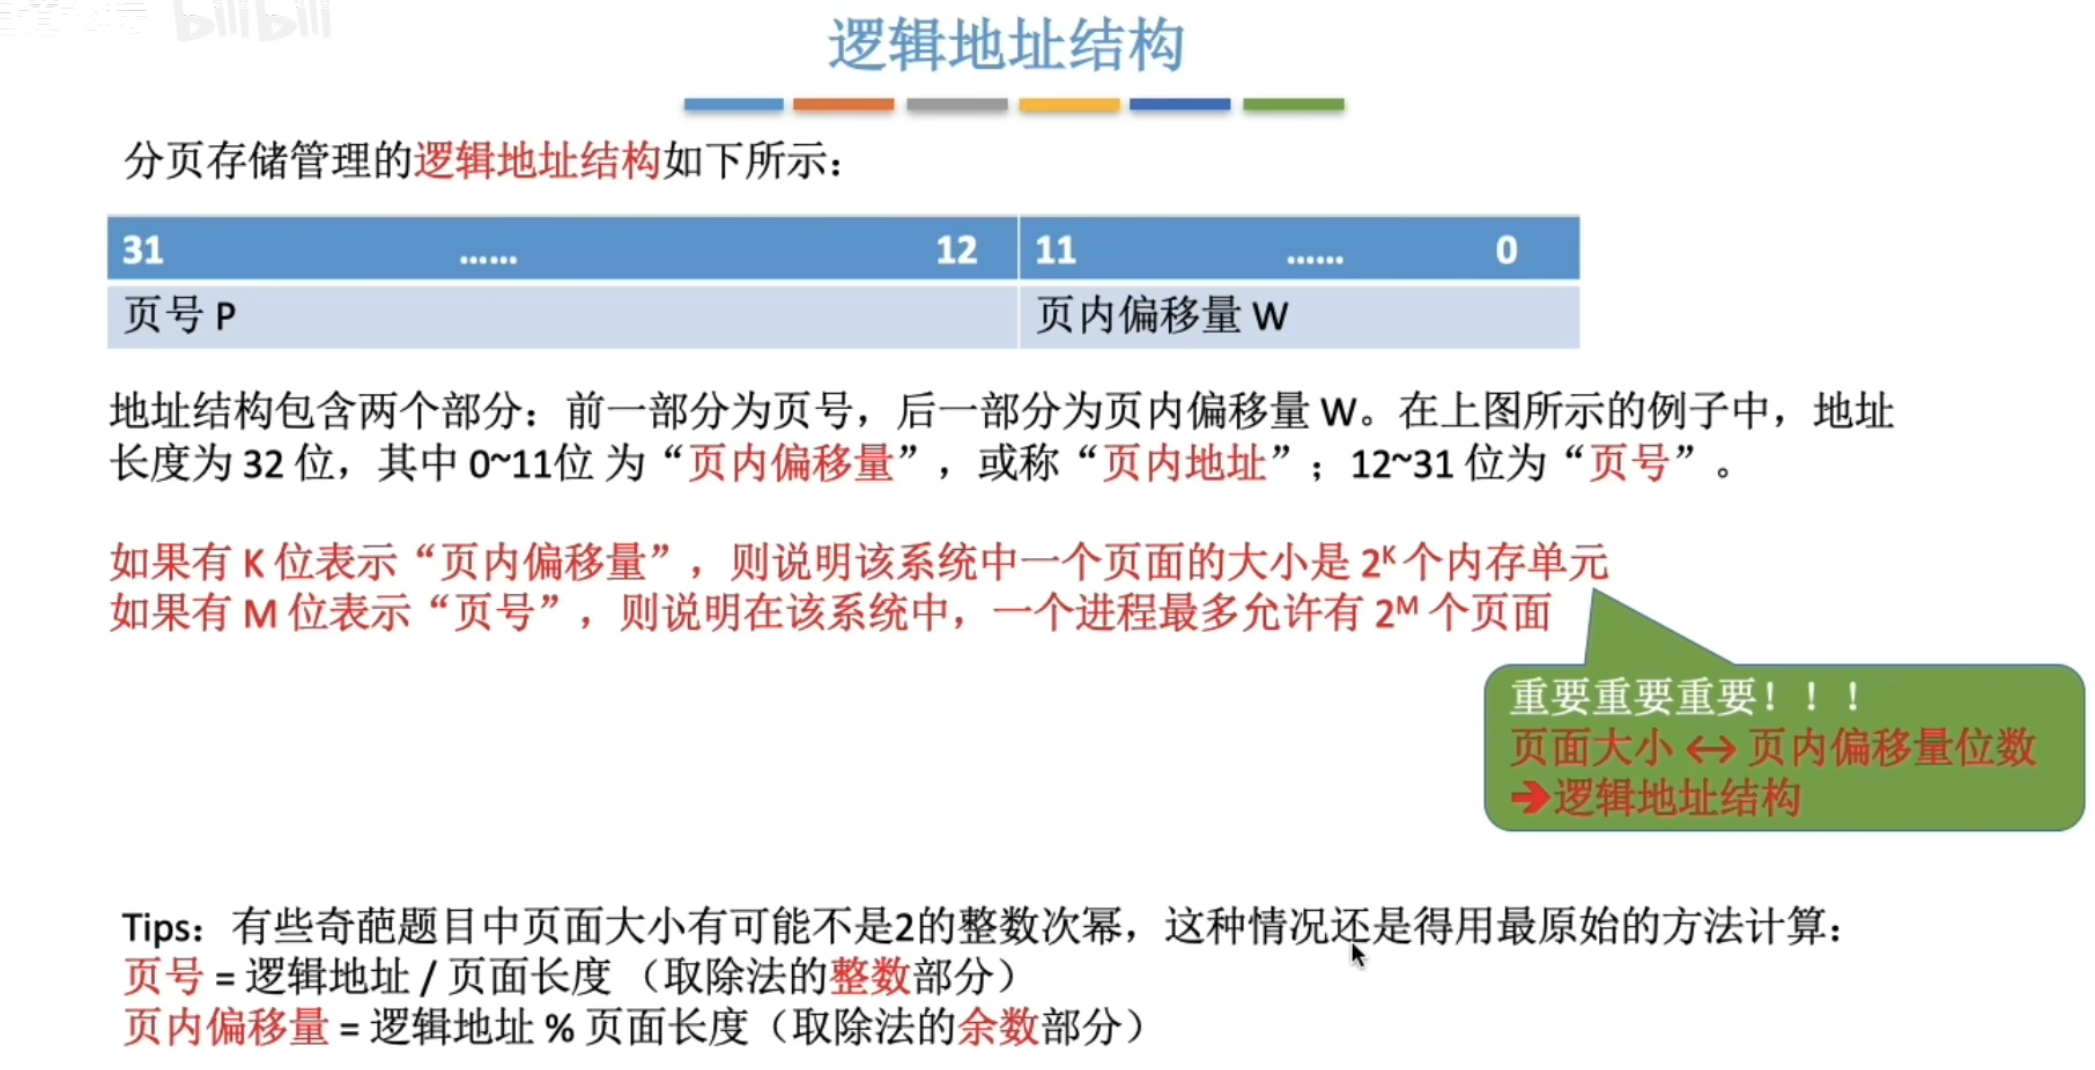 bilibili
逻辑地址结构
分页存储管理的逻辑地址结构如下所示：
31 …… 12 11 …… 0
页号 P 页内偏移量 W
地址结构包含两个部分：前一部分为页号，后一部分为页内偏移量 W。在上图所示的例子中，地址
长度为 32 位，其中 0~11位 为“页内偏移量”，或称“页内地址”；12~31 位为“页号”。
如果有 K 位表示“页内偏移量”，则说明该系统中一个页面的大小是 2ᴷ 个内存单元
如果有 M 位表示“页号”，则说明在该系统中，一个进程最多允许有 2ᴹ 个页面
重要重要重要！！！
页面大小 ↔ 页内偏移量位数
➔逻辑地址结构
Tips：有些奇葩题目中页面大小有可能不是2的整数次幂，这种情况还是得用最原始的方法计算：
页号 = 逻辑地址 / 页面长度 （取除法的整数部分）
页内偏移量 = 逻辑地址 % 页面长度（取除法的余数部分）